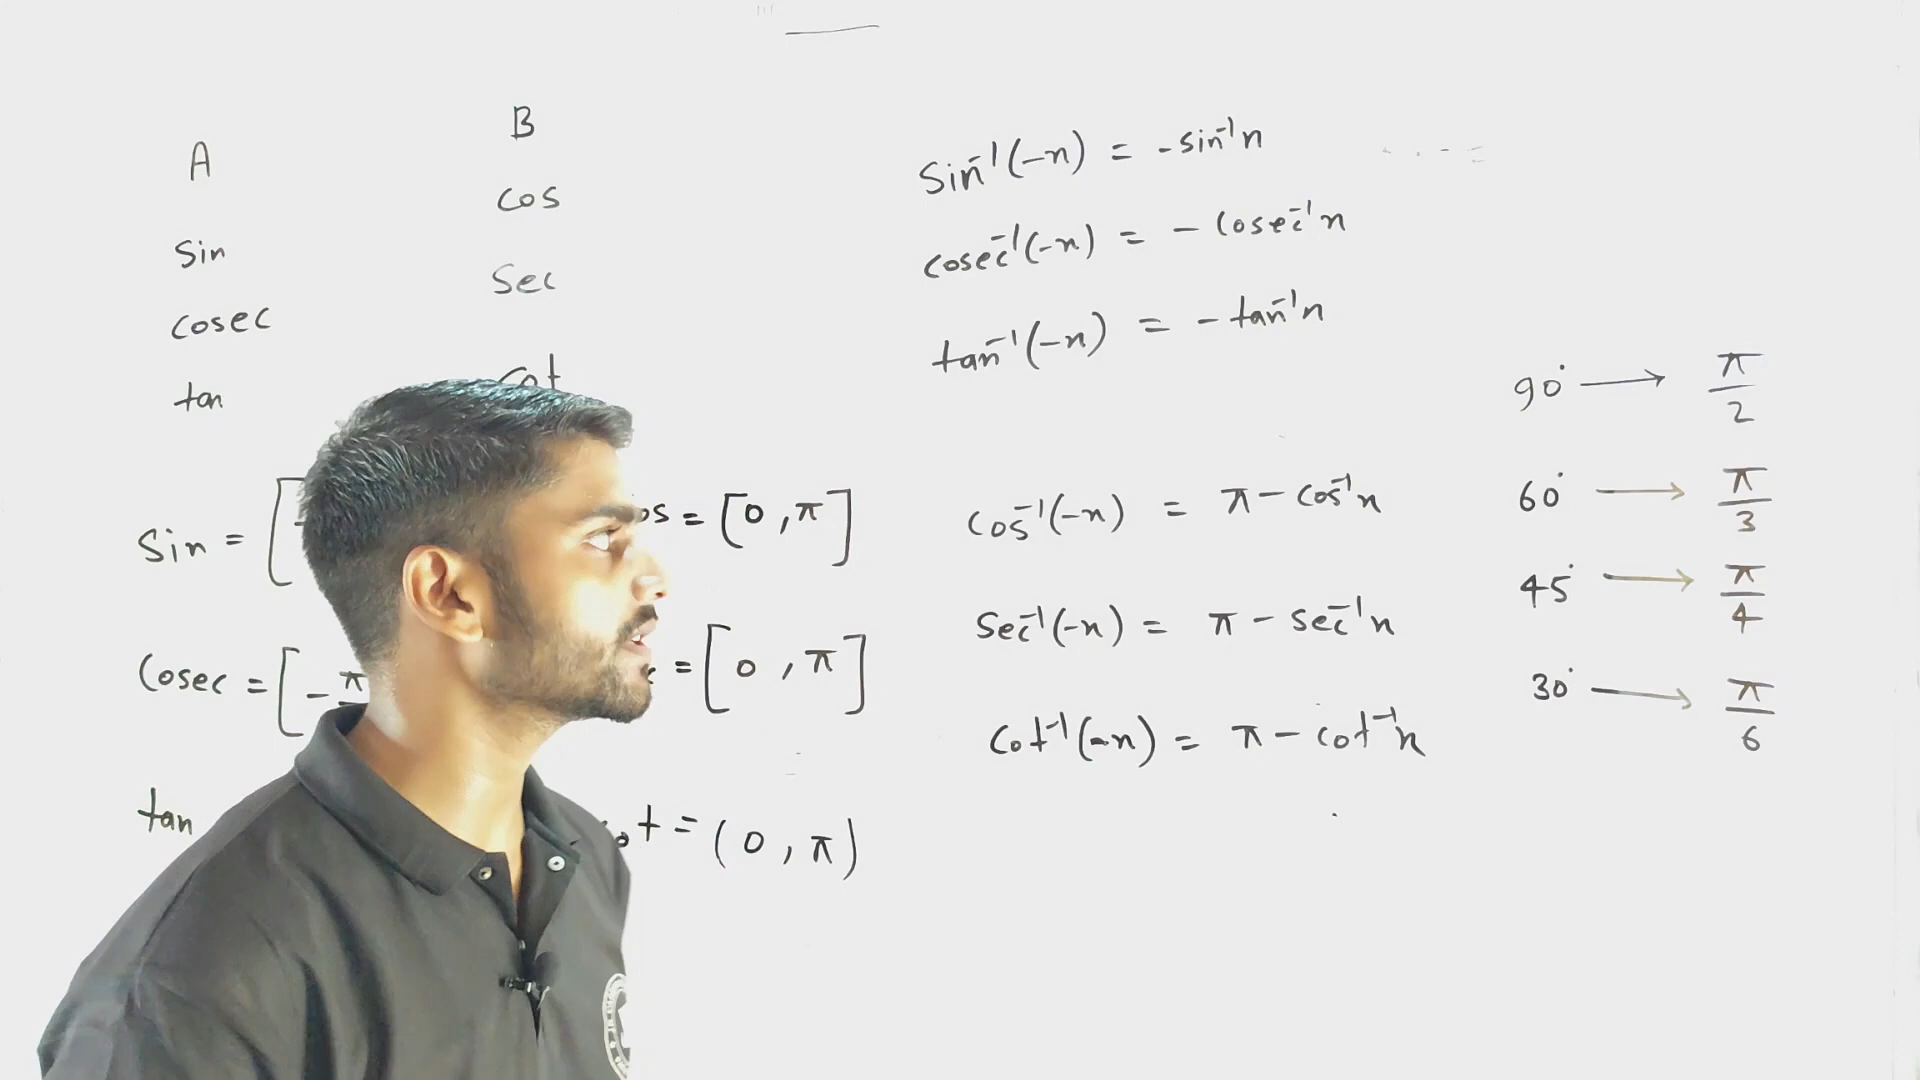 A
B
sin
cos
cosec
sec
tan
cot
sin = [
= [0, π]
cosec = [-π
= [0, π]
tan
cot = (0, π)
sin⁻¹(-x) = -sin⁻¹x
cosec⁻¹(-x) = - cosec⁻¹x
tan⁻¹(-x) = - tan⁻¹x
cos⁻¹(-x) = π - cos⁻¹x
sec⁻¹(-x) = π - sec⁻¹x
cot⁻¹(-x) = π - cot⁻¹x
90° → π/2
60° → π/3
45° → π/4
30° → π/6